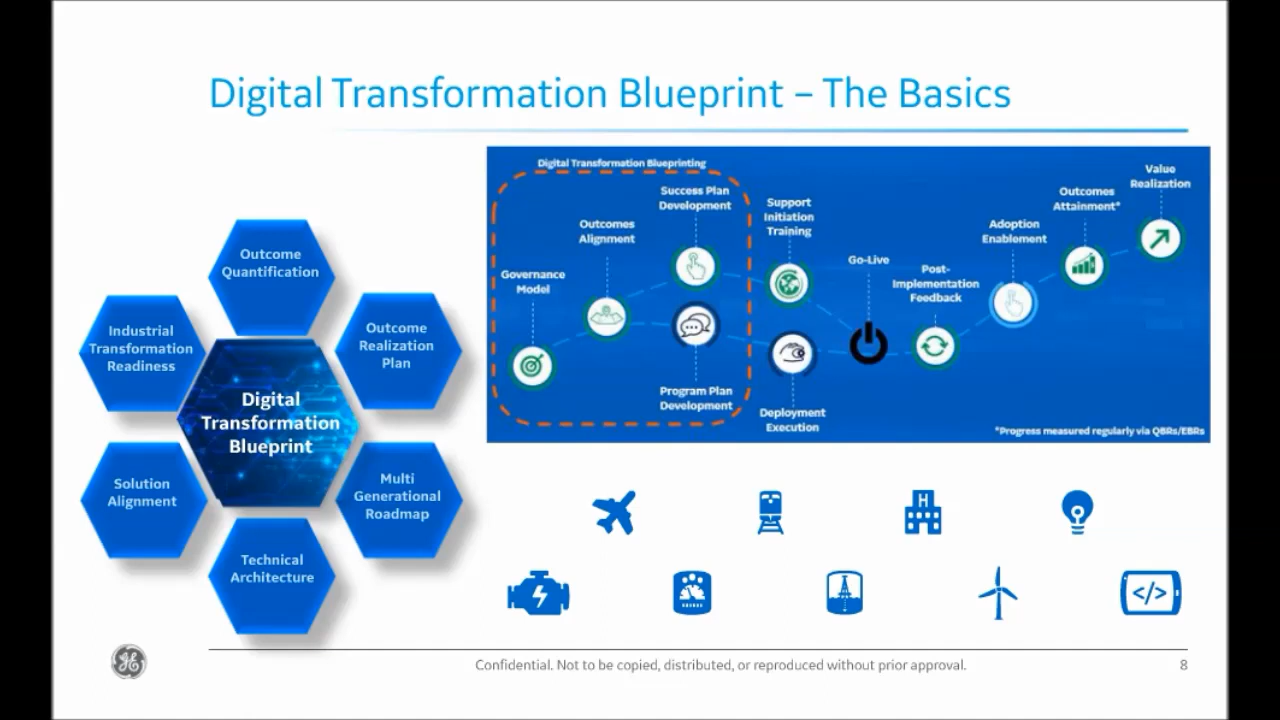 Digital Transformation Blueprint – The Basics
Outcome
Quantification
Industrial
Transformation
Readiness
Outcome
Realization
Plan
Digital
Transformation
Blueprint
Solution
Alignment
Multi
Generational
Roadmap
Technical
Architecture
Digital Transformation Blueprinting
Governance
Model
Outcomes
Alignment
Success Plan
Development
Program Plan
Development
Support
Initiation
Training
Deployment
Execution
Go-Live
Post-
Implementation
Feedback
Adoption
Enablement
Outcomes
Attainment*
Value
Realization
*Progress measured regularly via QBRs/EBRs
H
</>
GE
Confidential. Not to be copied, distributed, or reproduced without prior approval.
8